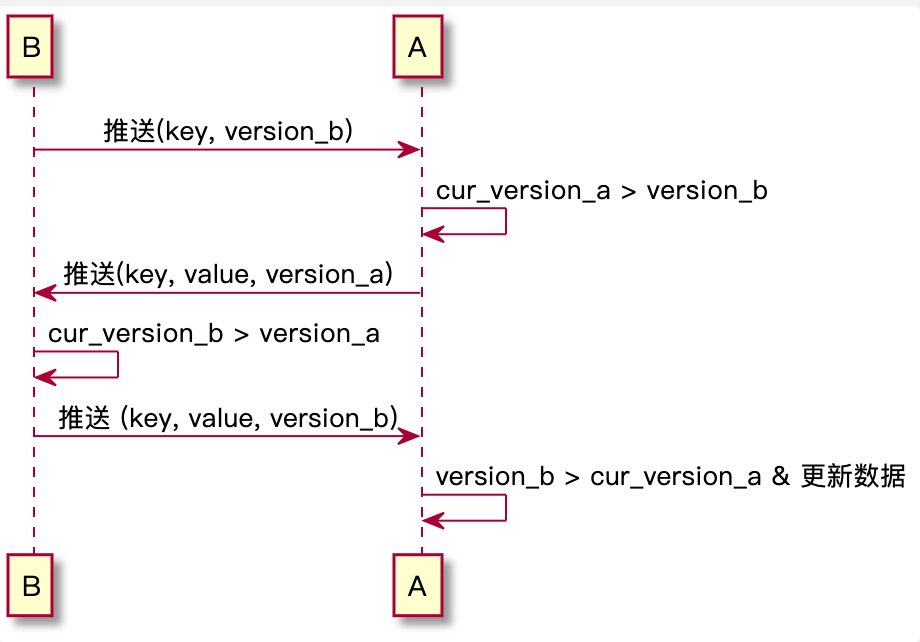 B A
推送(key, version_b)
cur_version_a > version_b
推送(key, value, version_a)
cur_version_b > version_a
推送 (key, value, version_b)
version_b > cur_version_a & 更新数据
B A